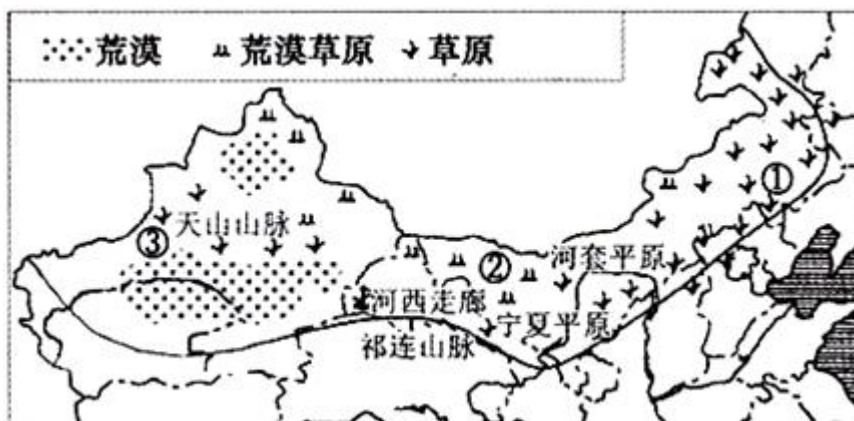 荒漠 荒漠草原 草原
①
天山山脉
③
②
河套平原
河西走廊
宁夏平原
祁连山脉